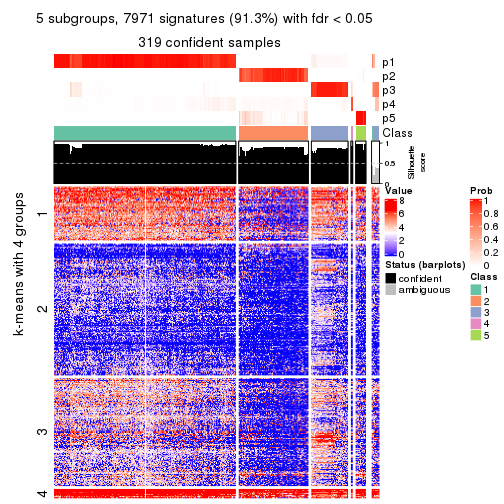 5 subgroups, 7971 signatures (91.3%) with fdr < 0.05
319 confident samples
p1
p2
p3
p4
p5
Class
1
0.5
0
Silhouette
score
k-means with 4 groups
1
2
3
4
Value
8
6
4
2
0
Status (barplots)
confident
ambiguous
Prob
1
0.8
0.6
0.4
0.2
0
Class
1
2
3
4
5